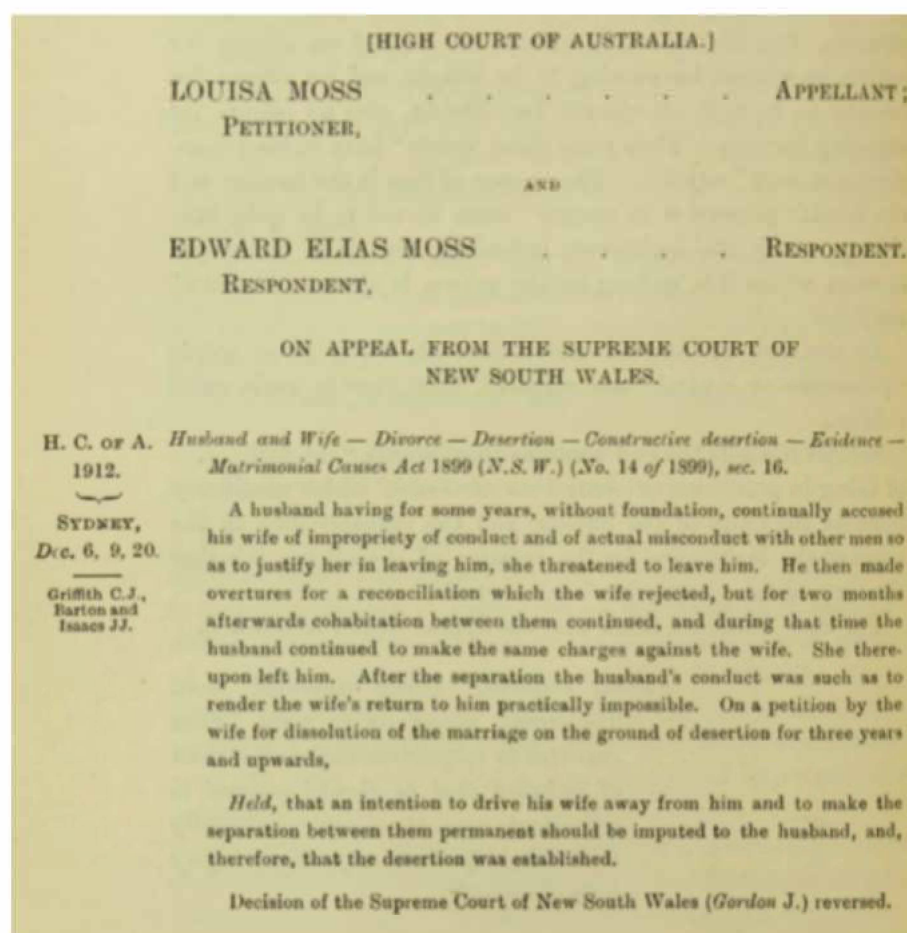 [HIGH COURT OF AUSTRALIA.]
LOUISA MOSS . . . . . . APPELLANT;
PETITIONER,
AND
EDWARD ELIAS MOSS . . . . RESPONDENT.
RESPONDENT,
ON APPEAL FROM THE SUPREME COURT OF
NEW SOUTH WALES.
H. C. OF A.
1912.
SYDNEY,
Dec. 6, 9, 20.
Griffith C.J.,
Barton and
Isaacs JJ.
Husband and Wife — Divorce — Desertion — Constructive desertion — Evidence —
Matrimonial Causes Act 1899 (N.S.W.) (No. 14 of 1899), sec. 16.
A husband having for some years, without foundation, continually accused
his wife of impropriety of conduct and of actual misconduct with other men so
as to justify her in leaving him, she threatened to leave him. He then made
overtures for a reconciliation which the wife rejected, but for two months
afterwards cohabitation between them continued, and during that time the
husband continued to make the same charges against the wife. She there-
upon left him. After the separation the husband's conduct was such as to
render the wife's return to him practically impossible. On a petition by the
wife for dissolution of the marriage on the ground of desertion for three years
and upwards,
Held, that an intention to drive his wife away from him and to make the
separation between them permanent should be imputed to the husband, and,
therefore, that the desertion was established.
Decision of the Supreme Court of New South Wales (Gordon J.) reversed.